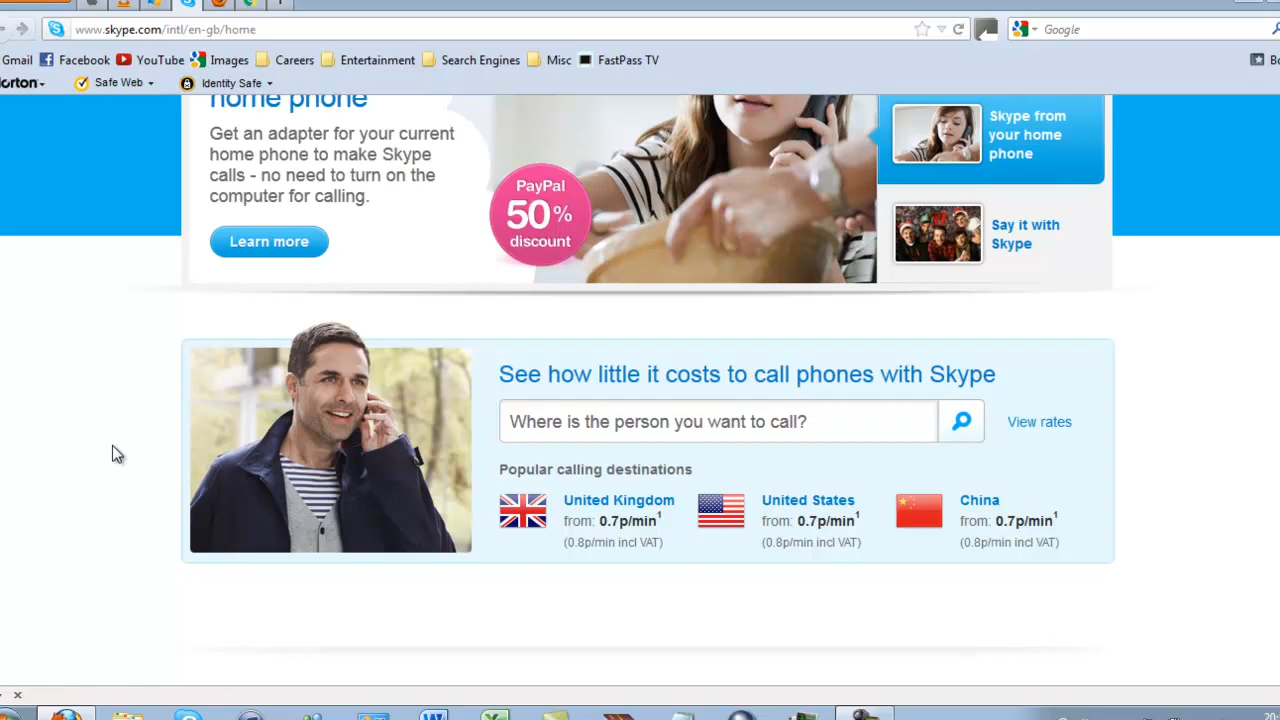 www.skype.com/intl/en-gb/home
Google
Gmail Facebook YouTube Images Careers Entertainment Search Engines Misc FastPass TV
Safe Web Identity Safe
home phone
Get an adapter for your current
home phone to make Skype
calls - no need to turn on the
computer for calling.
Learn more
PayPal
50%
discount
Skype from
your home
phone
Say it with
Skype
See how little it costs to call phones with Skype
Where is the person you want to call?
View rates
Popular calling destinations
United Kingdom
from: 0.7p/min1
(0.8p/min incl VAT)
United States
from: 0.7p/min1
(0.8p/min incl VAT)
China
from: 0.7p/min1
(0.8p/min incl VAT)